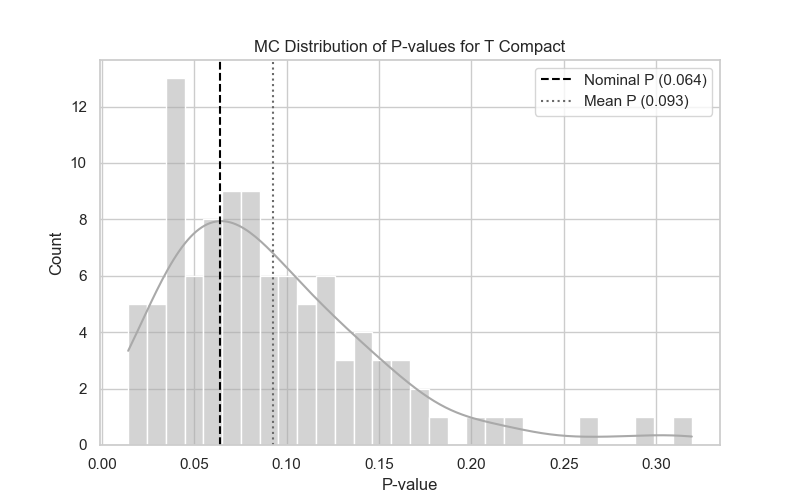 MC Distribution of P-values for T Compact
Nominal P (0.064)
Mean P (0.093)
Count
12
10
8
6
4
2
0
0.00 0.05 0.10 0.15 0.20 0.25 0.30
P-value